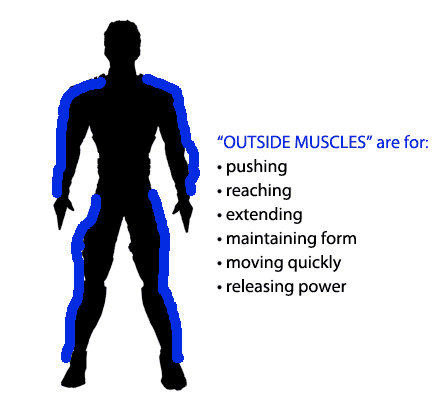 “OUTSIDE MUSCLES” are for:
• pushing
• reaching
• extending
• maintaining form
• moving quickly
• releasing power